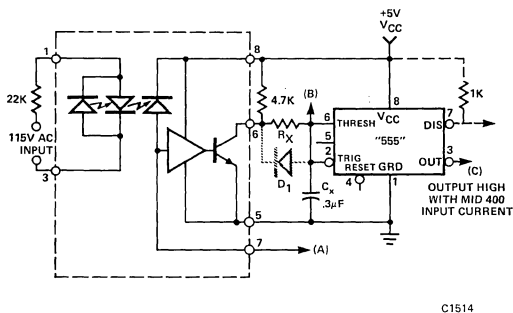 +5V
VCC
1
22K
115V AC
INPUT
3
8
4.7K
6
RX
D1
(B)
CX
.3µF
5
7
(A)
8
VCC
6
THRESH
"555"
5
2
TRIG
RESET
GRD
4
1
7
DIS
3
OUT
1K
(C)
OUTPUT HIGH
WITH MID 400
INPUT CURRENT
C1514